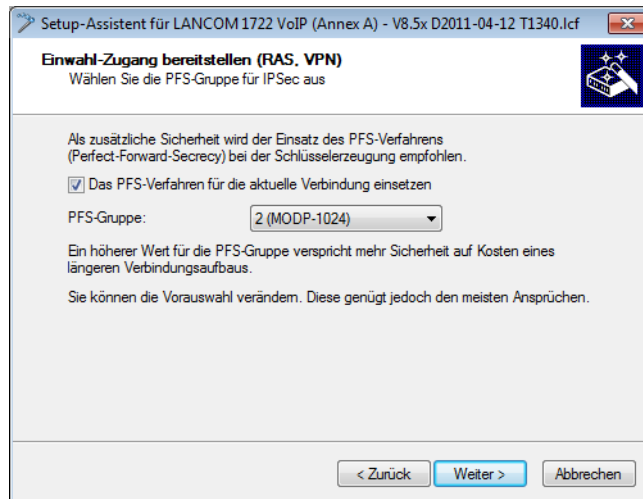 Setup-Assistent für LANCOM 1722 VoIP (Annex A) - V8.5x D2011-04-12 T1340.lcf
Einwahl-Zugang bereitstellen (RAS, VPN)
Wählen Sie die PFS-Gruppe für IPSec aus
Als zusätzliche Sicherheit wird der Einsatz des PFS-Verfahrens
(Perfect-Forward-Secrecy) bei der Schlüsselerzeugung empfohlen.
Das PFS-Verfahren für die aktuelle Verbindung einsetzen
PFS-Gruppe: 2 (MODP-1024)
Ein höherer Wert für die PFS-Gruppe verspricht mehr Sicherheit auf Kosten eines
längeren Verbindungsaufbaus.
Sie können die Vorauswahl verändern. Diese genügt jedoch den meisten Ansprüchen.
< Zurück Weiter > Abbrechen